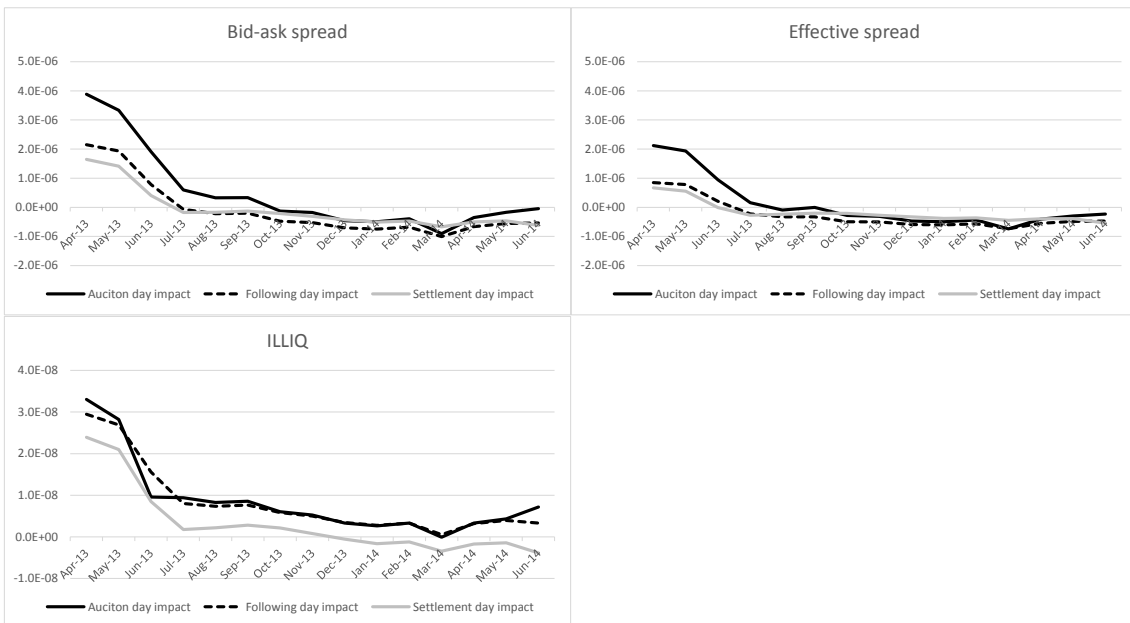 Bid-ask spread
5.0E-06
4.0E-06
3.0E-06
2.0E-06
1.0E-06
0.0E+00
-1.0E-06
-2.0E-06
Apr-13 May-13 Jun-13 Jul-13 Aug-13 Sep-13 Oct-13 Nov-13 Dec-13 Jan-14 Feb-14 Mar-14 Apr-14 May-14 Jun-14
Auciton day impact Following day impact Settlement day impact
Effective spread
5.0E-06
4.0E-06
3.0E-06
2.0E-06
1.0E-06
0.0E+00
-1.0E-06
-2.0E-06
Apr-13 May-13 Jun-13 Jul-13 Aug-13 Sep-13 Oct-13 Nov-13 Dec-13 Jan-14 Feb-14 Mar-14 Apr-14 May-14 Jun-14
Auciton day impact Following day impact Settlement day impact
ILLIQ
4.0E-08
3.0E-08
2.0E-08
1.0E-08
0.0E+00
-1.0E-08
Apr-13 May-13 Jun-13 Jul-13 Aug-13 Sep-13 Oct-13 Nov-13 Dec-13 Jan-14 Feb-14 Mar-14 Apr-14 May-14 Jun-14
Auciton day impact Following day impact Settlement day impact